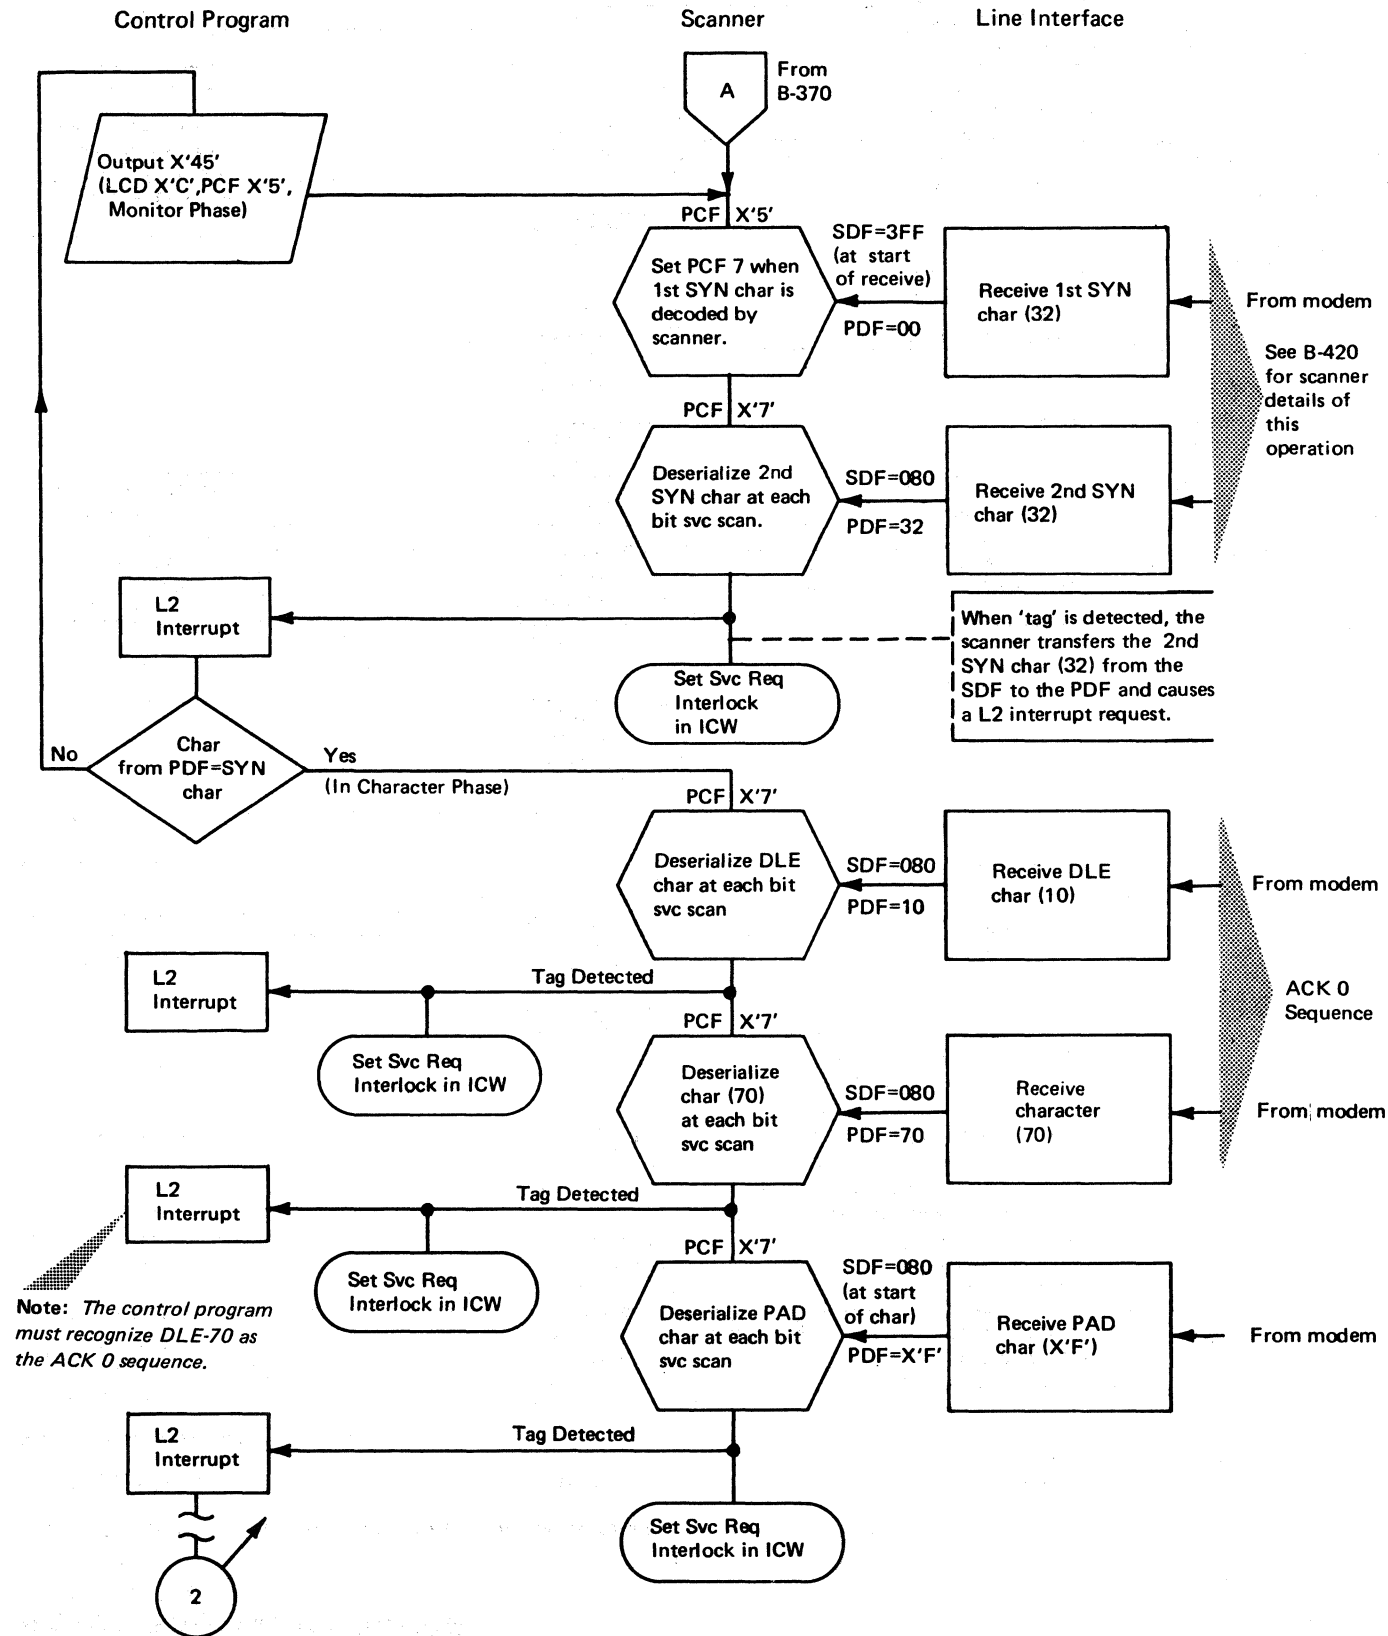 Control Program
Scanner
Line Interface
A
From
B-370
Output X'45'
(LCD X'C',PCF X'5',
Monitor Phase)
PCF X'5'
Set PCF 7 when
1st SYN char is
decoded by
scanner.
SDF=3FF
(at start
of receive)
PDF=00
Receive 1st SYN
char (32)
From modem
See B-420
for scanner
details of
this
operation
PCF X'7'
Deserialize 2nd
SYN char at each
bit svc scan.
SDF=080
PDF=32
Receive 2nd SYN
char (32)
L2
Interrupt
When 'tag' is detected, the
scanner transfers the 2nd
SYN char (32) from the
SDF to the PDF and causes
a L2 interrupt request.
Set Svc Req
Interlock
in ICW
Char
from PDF=SYN
char
No
Yes
(In Character Phase)
PCF X'7'
Deserialize DLE
char at each bit
svc scan
SDF=080
PDF=10
Receive DLE
char (10)
From modem
L2
Interrupt
Tag Detected
Set Svc Req
Interlock in ICW
ACK 0
Sequence
PCF X'7'
Deserialize
char (70)
at each bit
svc scan
SDF=080
PDF=70
Receive
character
(70)
From modem
L2
Interrupt
Tag Detected
Set Svc Req
Interlock in ICW
Note: The control program
must recognize DLE-70 as
the ACK 0 sequence.
PCF X'7'
Deserialize PAD
char at each bit
svc scan
SDF=080
(at start
of char)
PDF=X'F'
Receive PAD
char (X'F')
From modem
L2
Interrupt
Tag Detected
Set Svc Req
Interlock in ICW
2